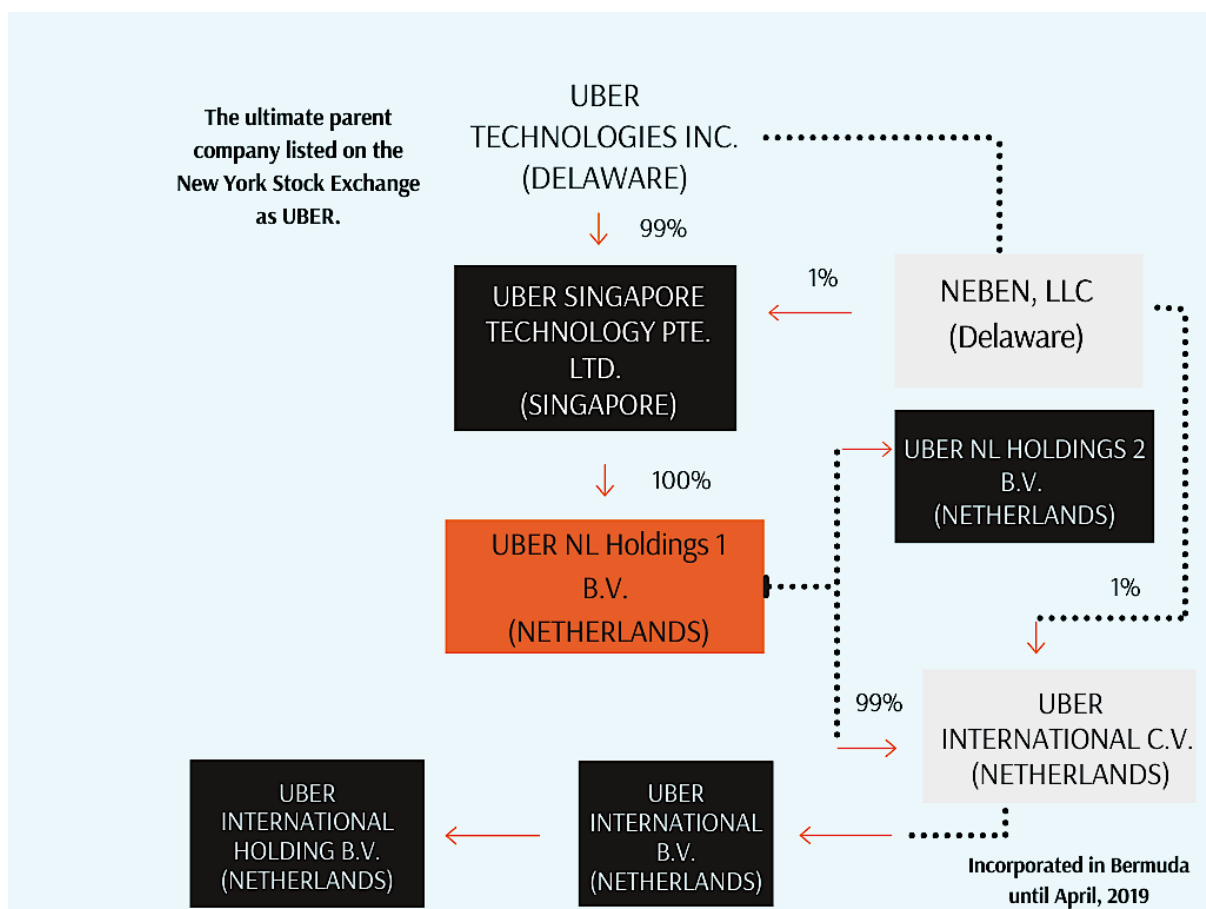 The ultimate parent
company listed on the
New York Stock Exchange
as UBER.
UBER
TECHNOLOGIES INC.
(DELAWARE)
99%
UBER SINGAPORE
TECHNOLOGY PTE.
LTD.
(SINGAPORE)
1%
NEBEN, LLC
(Delaware)
100%
UBER NL HOLDINGS 2
B.V.
(NETHERLANDS)
UBER NL Holdings 1
B.V.
(NETHERLANDS)
1%
99%
UBER
INTERNATIONAL C.V.
(NETHERLANDS)
UBER
INTERNATIONAL
HOLDING B.V.
(NETHERLANDS)
UBER
INTERNATIONAL
B.V.
(NETHERLANDS)
Incorporated in Bermuda
until April, 2019